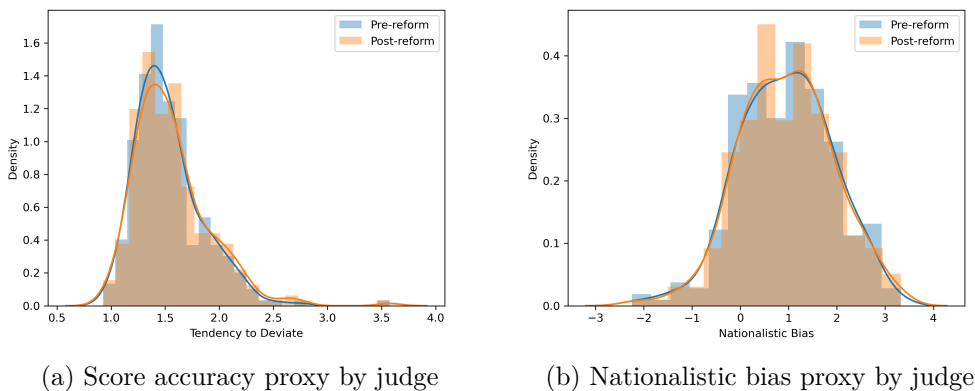 Pre-reform
Post-reform
1.6
1.4
1.2
1.0
0.8
0.6
0.4
0.2
0.0
Density
0.5 1.0 1.5 2.0 2.5 3.0 3.5 4.0
Tendency to Deviate
(a) Score accuracy proxy by judge
Pre-reform
Post-reform
0.4
0.3
0.2
0.1
0.0
Density
−3 −2 −1 0 1 2 3 4
Nationalistic Bias
(b) Nationalistic bias proxy by judge